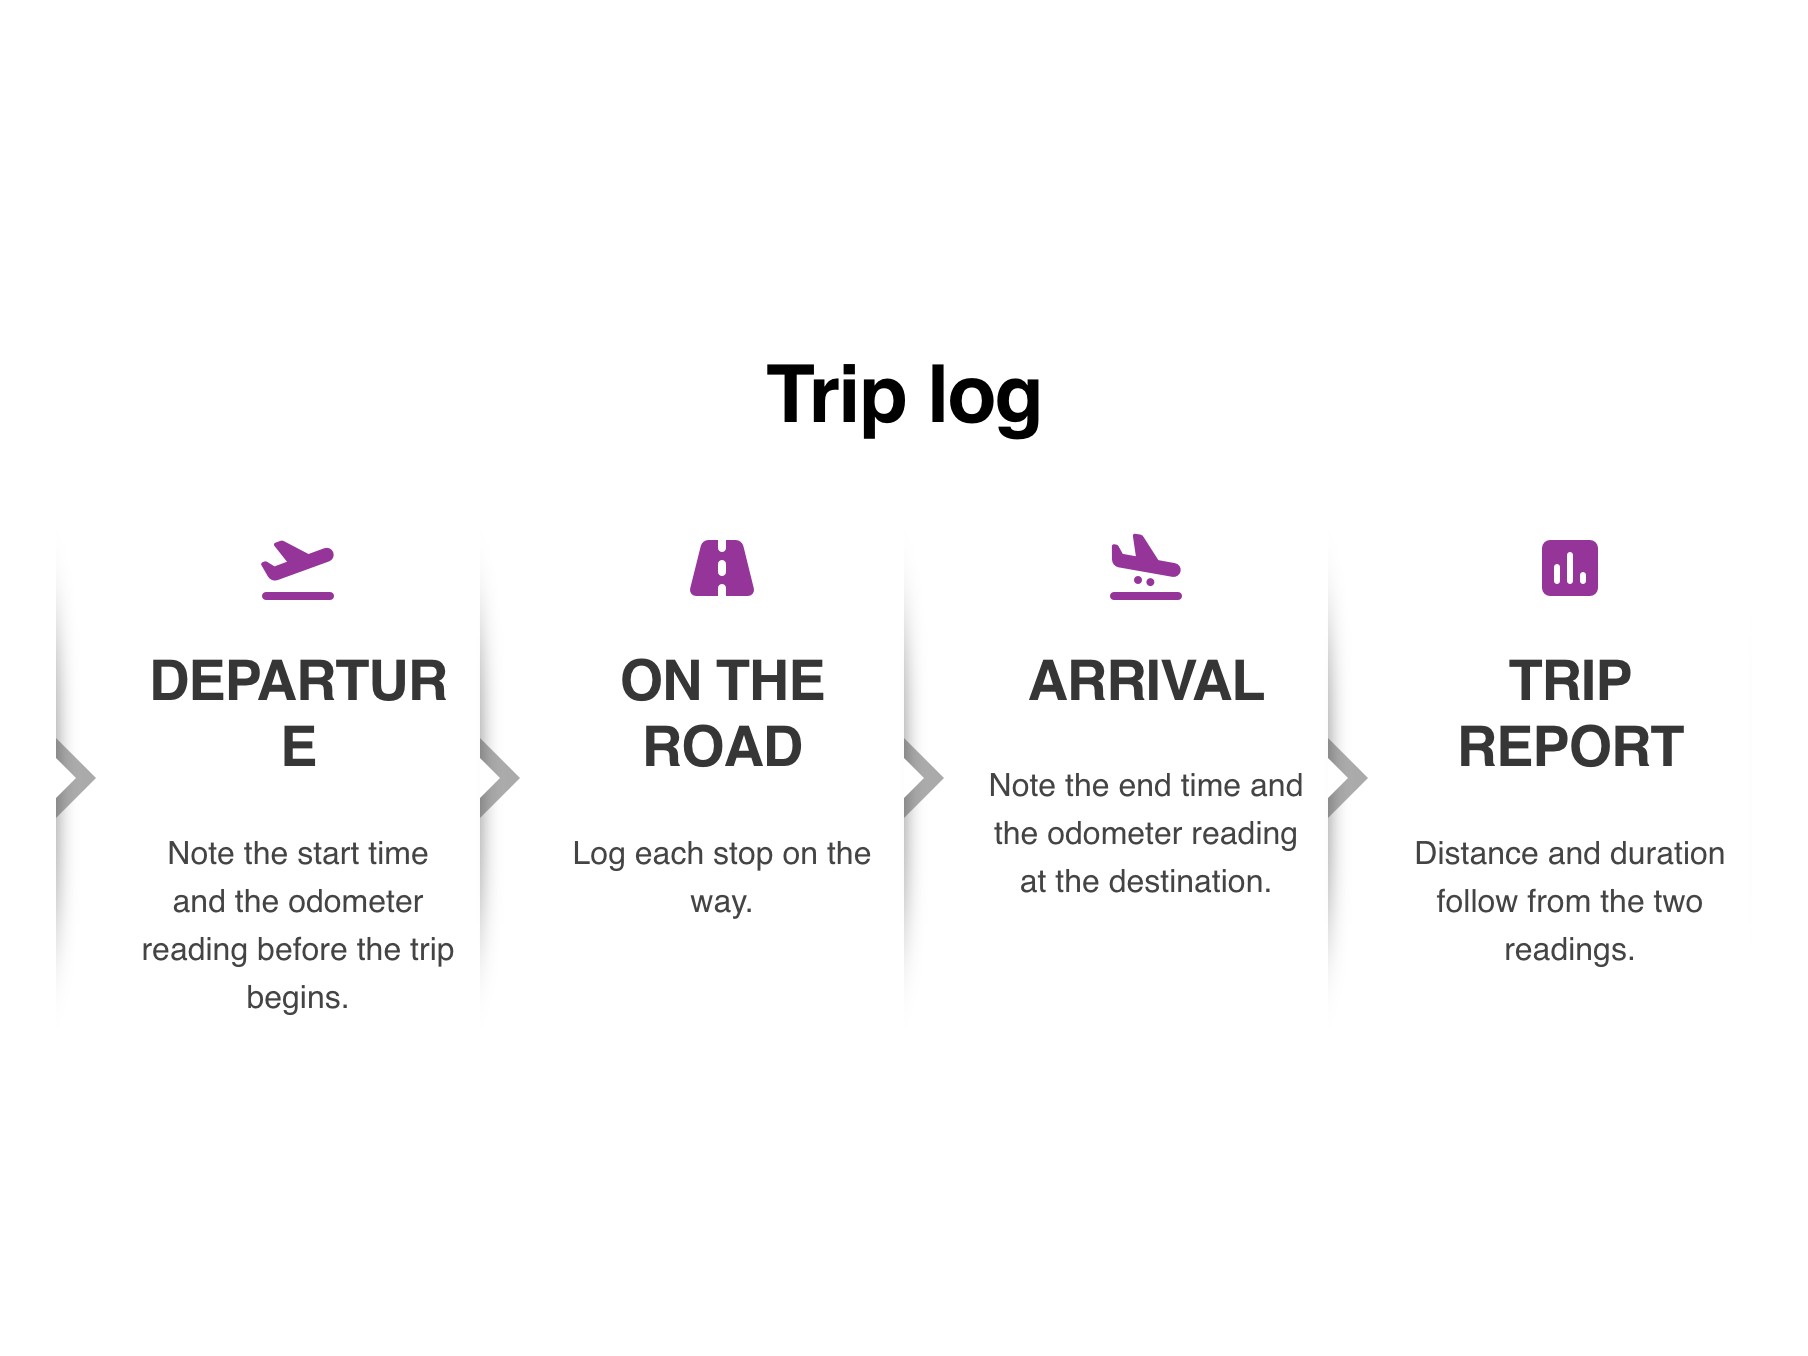 Trip log
DEPARTUR
E
Note the start time
and the odometer
reading before the trip
begins.
ON THE
ROAD
Log each stop on the
way.
ARRIVAL
Note the end time and
the odometer reading
at the destination.
TRIP
REPORT
Distance and duration
follow from the two
readings.